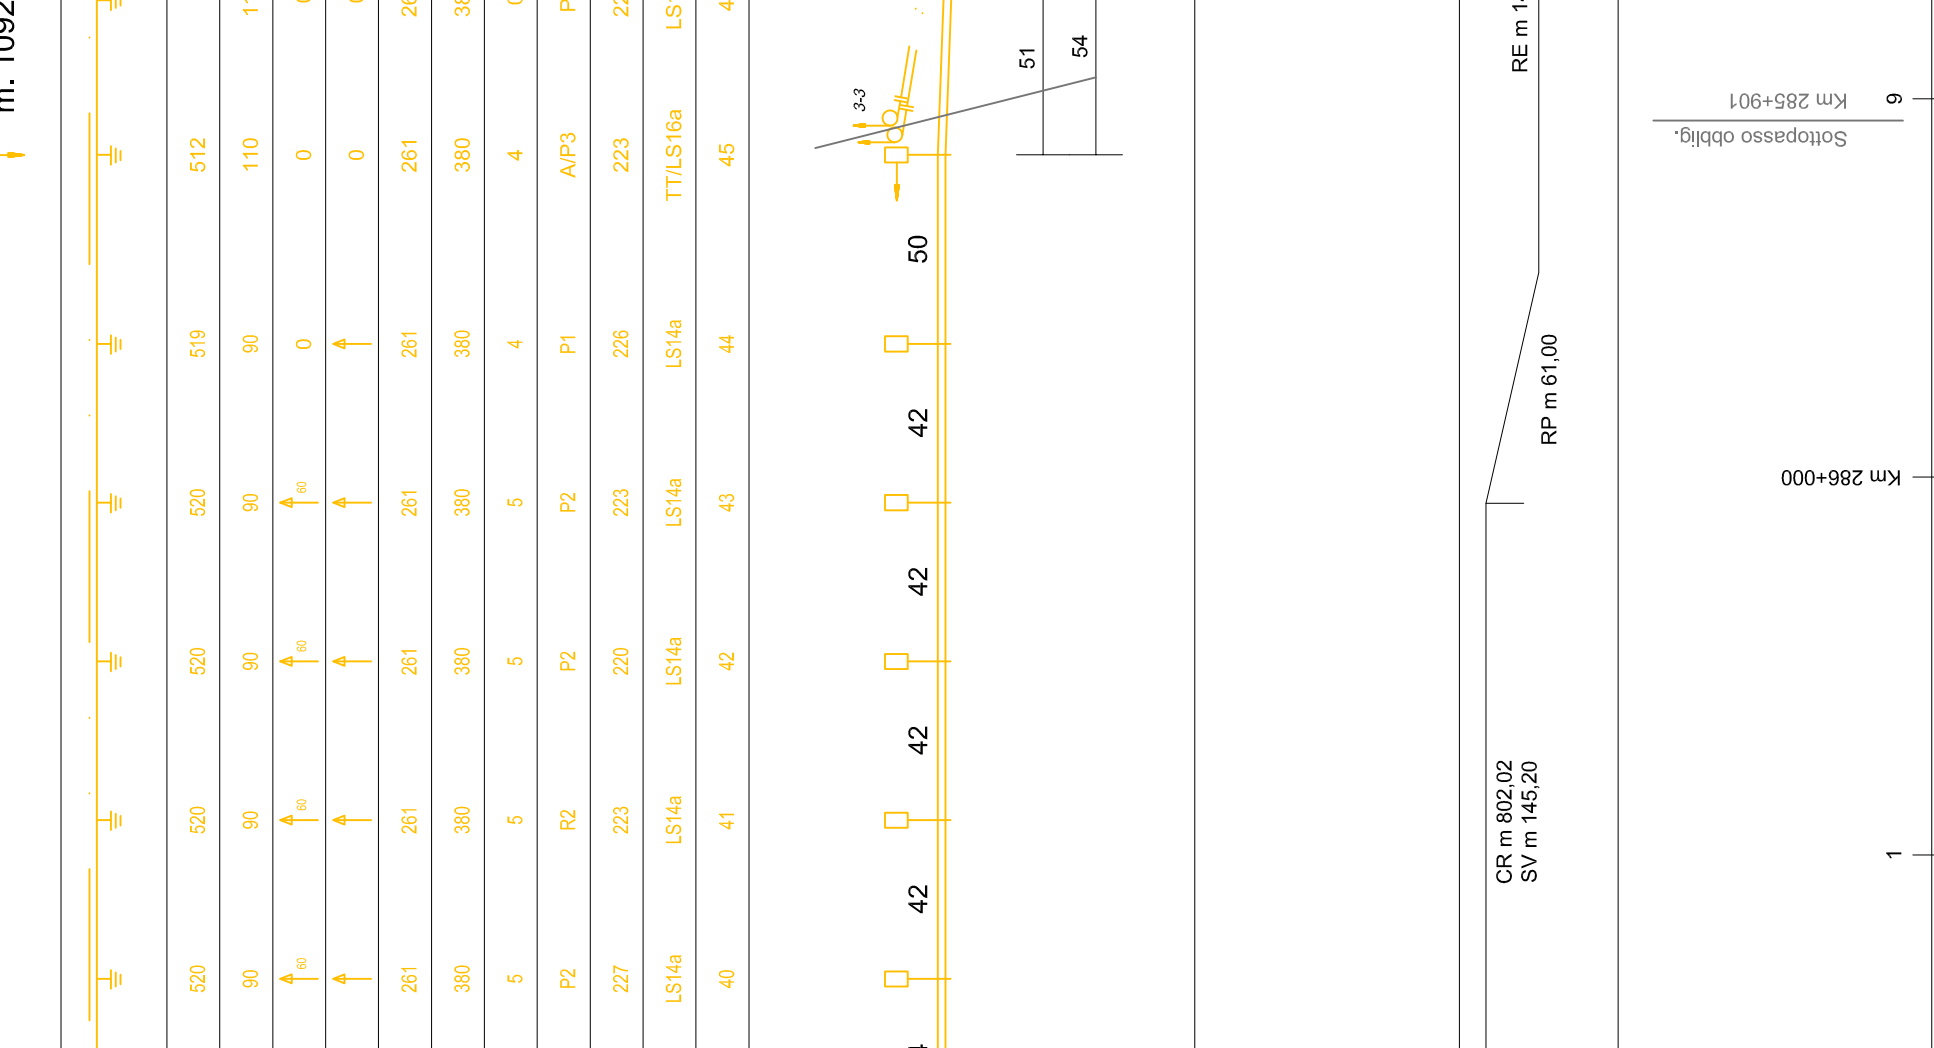 m. 1092
512 110 0 0 261 380 4 A/P3 223 TT/LS16a 45
519 90 0 261 380 4 P1 226 LS14a 44
520 90 60 261 380 5 P2 223 LS14a 43
520 90 60 261 380 5 P2 220 LS14a 42
520 90 60 261 380 5 R2 223 LS14a 41
520 90 60 261 380 5 P2 227 LS14a 40
3-3
50
42
42
42
42
51
54
RE m 14
RP m 61,00
CR m 802,02
SV m 145,20
Sottopasso obblig.
Km 285+901
9
Km 286+000
1